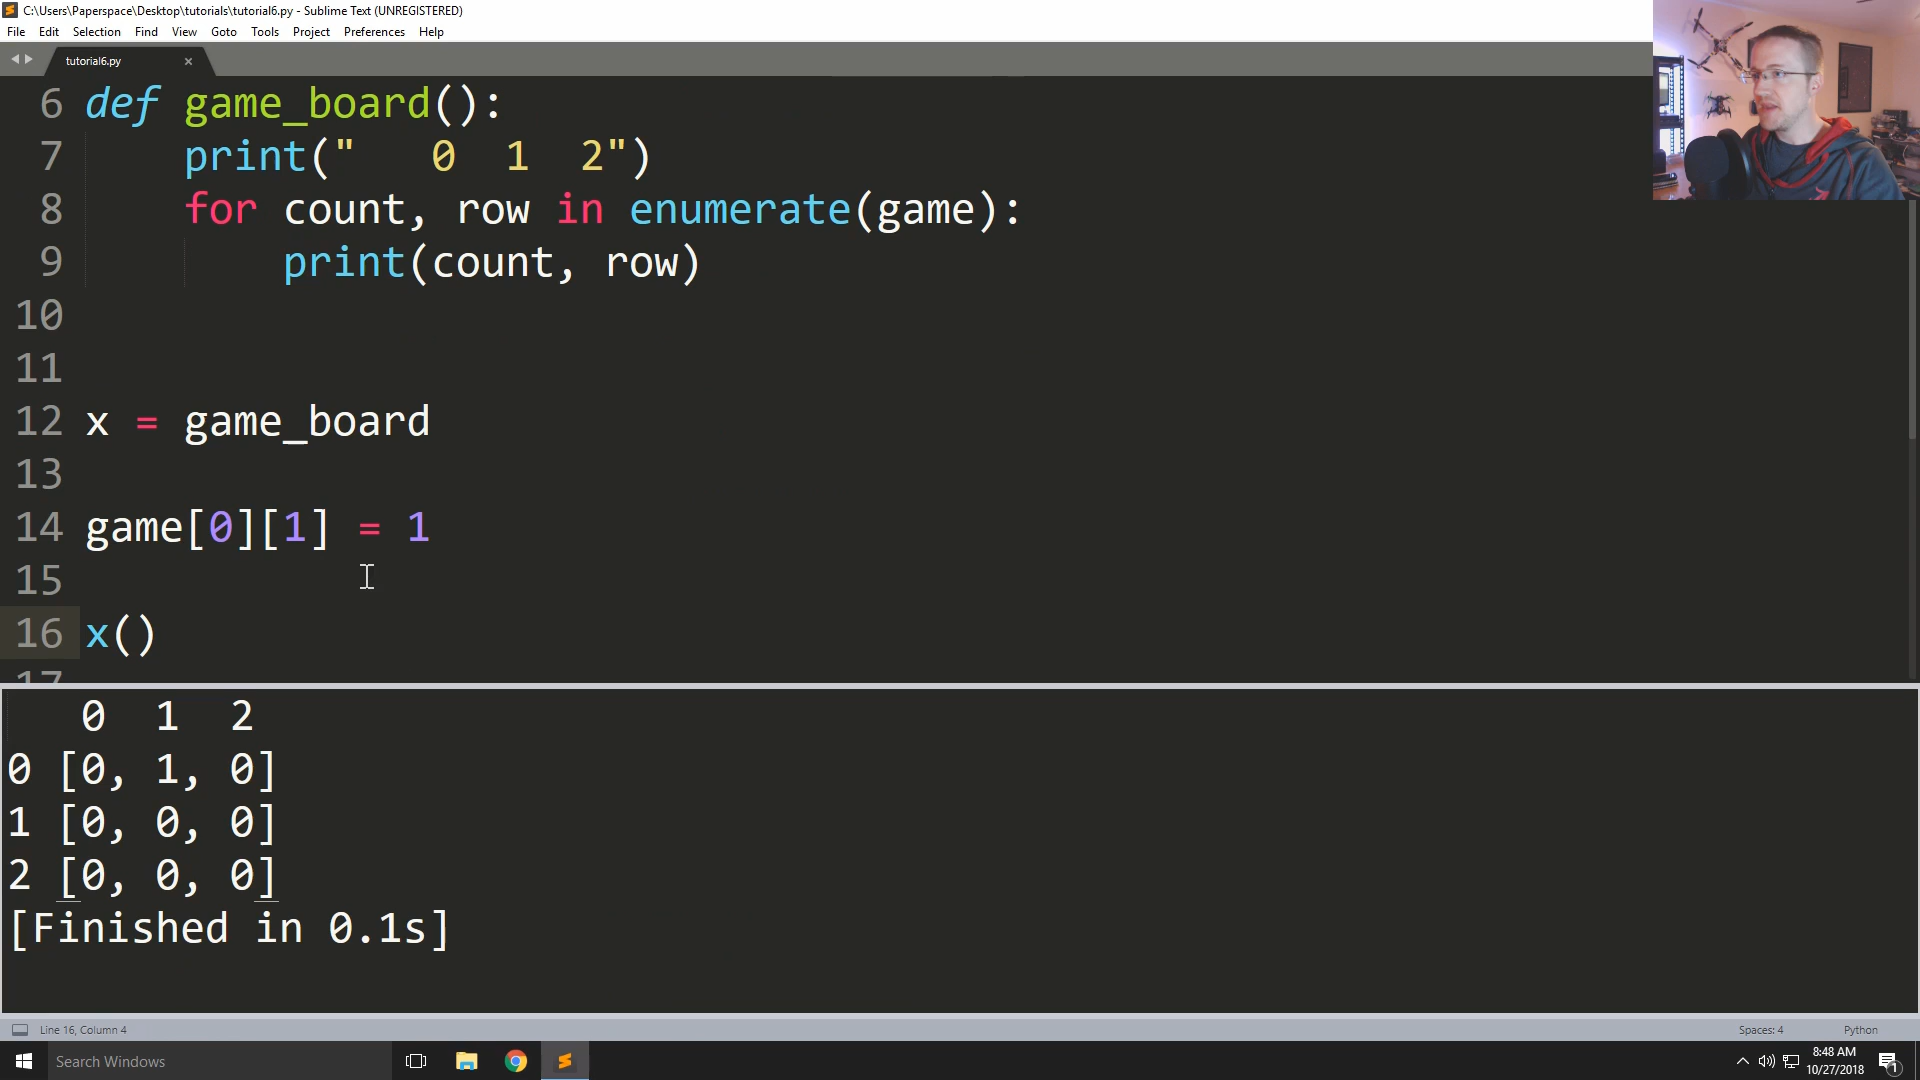 C:\Users\Paperspace\Desktop\tutorials\tutorial6.py - Sublime Text (UNREGISTERED)
File Edit Selection Find View Goto Tools Project Preferences Help
tutorial6.py
6 def game_board():
7 print("   0  1  2")
8 for count, row in enumerate(game):
9 print(count, row)
10
11
12 x = game_board
13
14 game[0][1] = 1
15
16 x()
17
0  1  2
0 [0, 1, 0]
1 [0, 0, 0]
2 [0, 0, 0]
[Finished in 0.1s]
Line 16, Column 4 Spaces: 4 Python
Search Windows
8:48 AM
10/27/2018
1